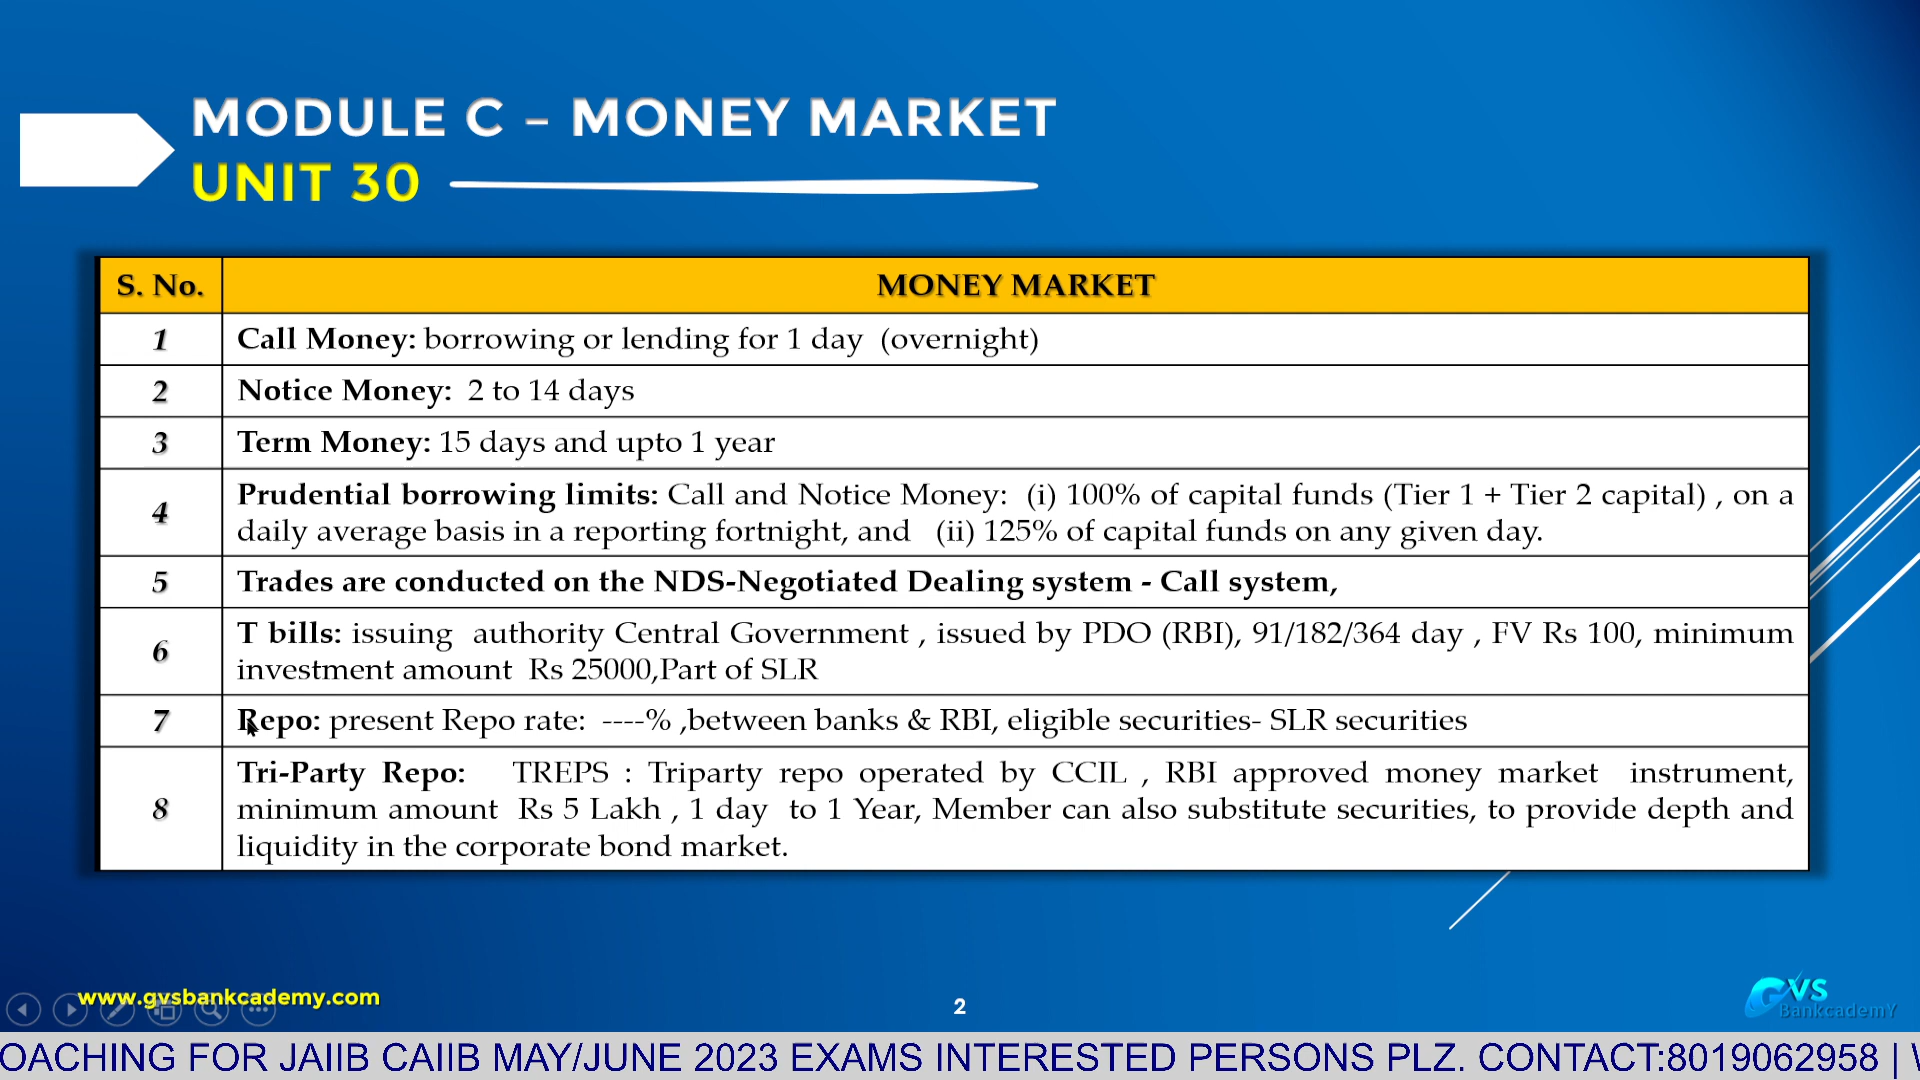 MODULE C – MONEY MARKET
UNIT 30
S. No. MONEY MARKET
1 Call Money: borrowing or lending for 1 day (overnight)
2 Notice Money: 2 to 14 days
3 Term Money: 15 days and upto 1 year
4 Prudential borrowing limits: Call and Notice Money: (i) 100% of capital funds (Tier 1 + Tier 2 capital) , on a
daily average basis in a reporting fortnight, and (ii) 125% of capital funds on any given day.
5 Trades are conducted on the NDS-Negotiated Dealing system - Call system,
6 T bills: issuing authority Central Government , issued by PDO (RBI), 91/182/364 day , FV Rs 100, minimum
investment amount Rs 25000,Part of SLR
7 Repo: present Repo rate: ----% ,between banks & RBI, eligible securities- SLR securities
8 Tri-Party Repo: TREPS : Triparty repo operated by CCIL , RBI approved money market instrument,
minimum amount Rs 5 Lakh , 1 day to 1 Year, Member can also substitute securities, to provide depth and
liquidity in the corporate bond market.
www.gvsbankcademy.com
2
GVS
BankcademY
OACHING FOR JAIIB CAIIB MAY/JUNE 2023 EXAMS INTERESTED PERSONS PLZ. CONTACT:8019062958 |